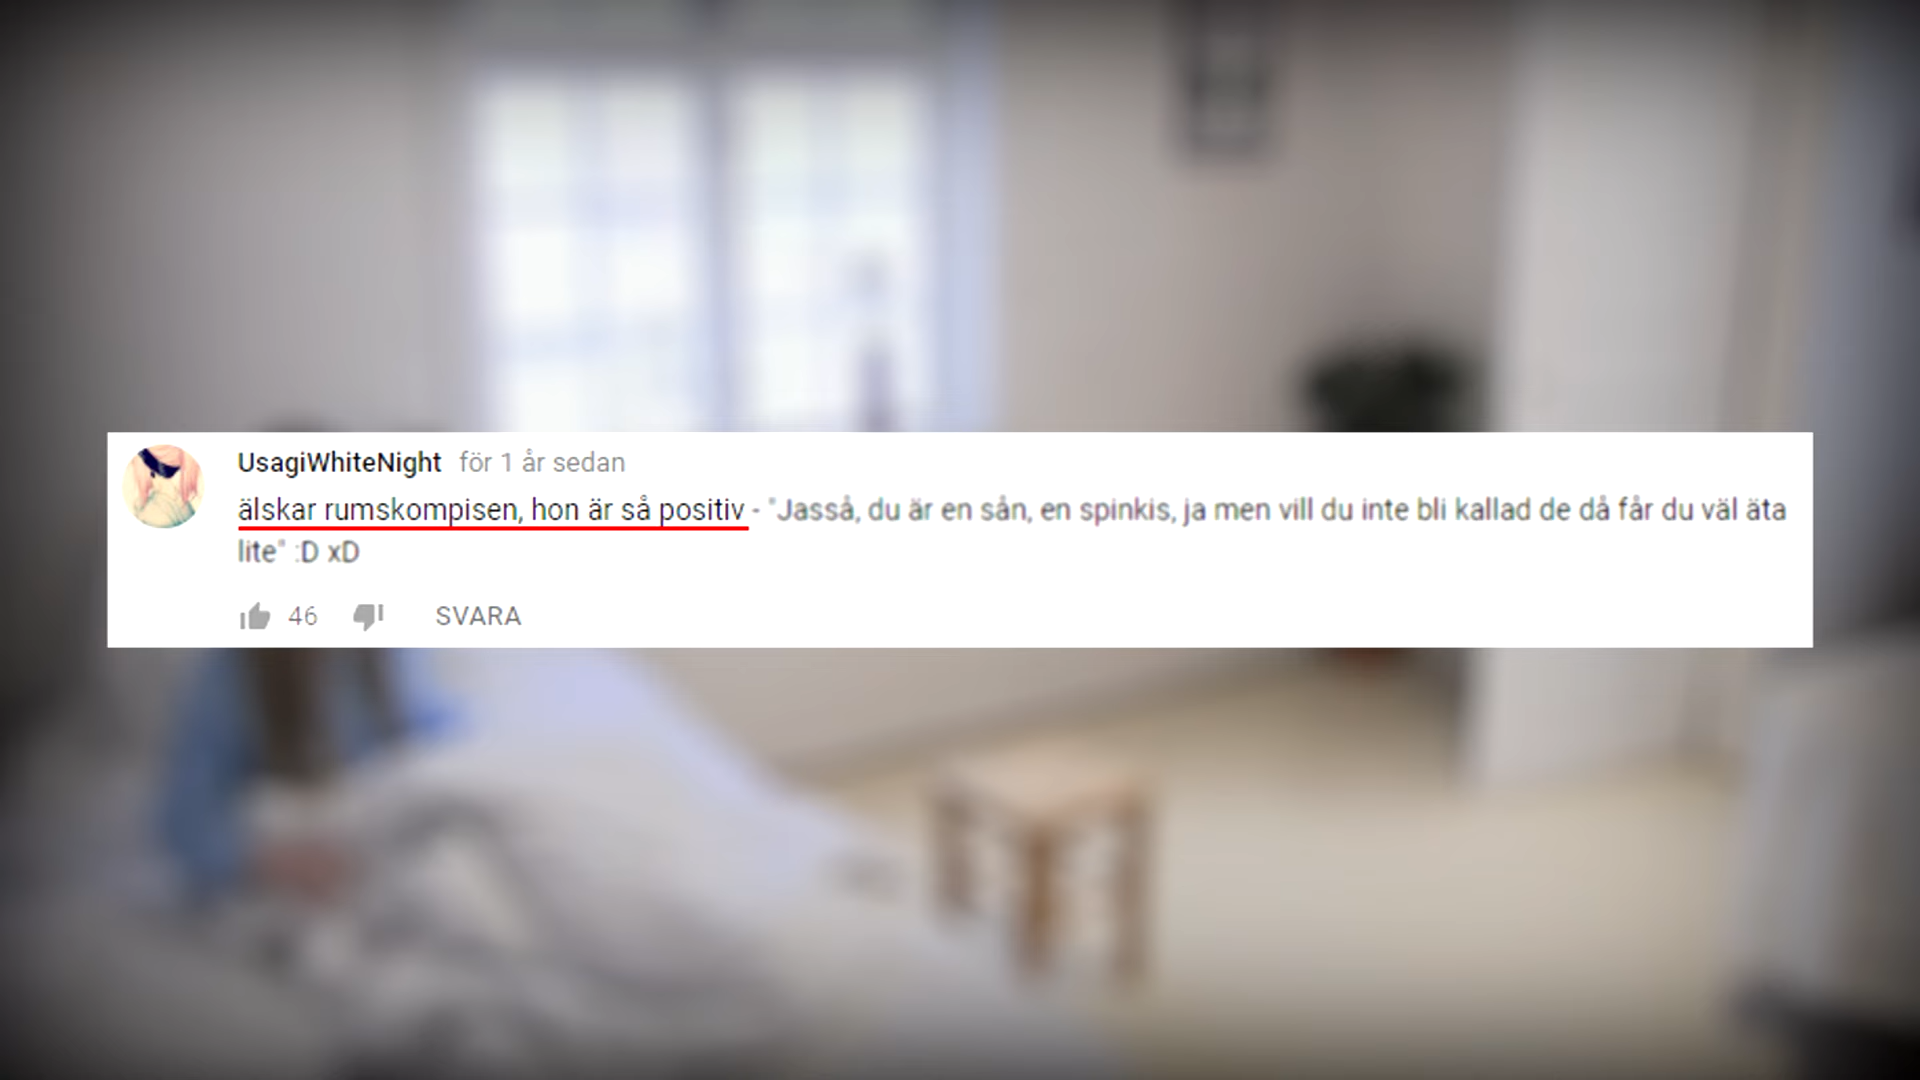 UsagiWhiteNight för 1 år sedan
älskar rumskompisen, hon är så positiv - "Jasså, du är en sån, en spinkis, ja men vill du inte bli kallad de då får du väl äta
lite" :D xD
46 SVARA